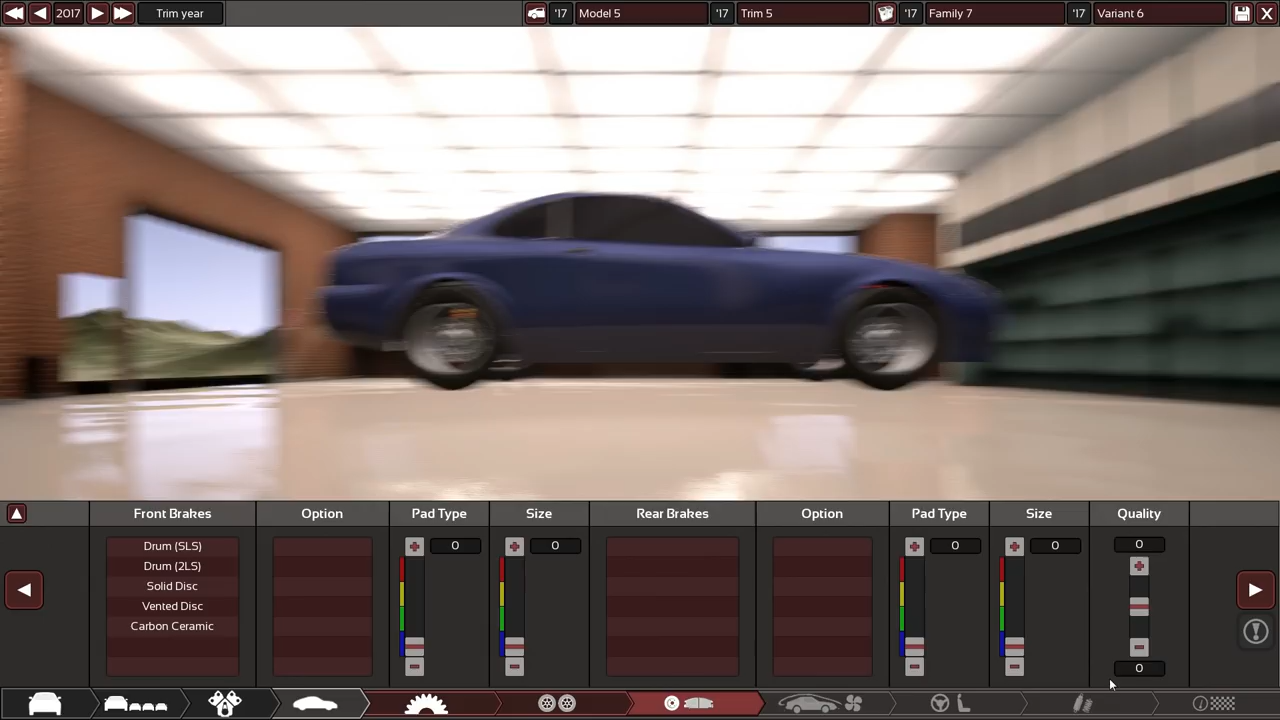 2017 Trim year '17 Model 5 '17 Trim 5 '17 Family 7 '17 Variant 6
Front Brakes Option Pad Type Size Rear Brakes Option Pad Type Size Quality
0 0 0 0 0
Drum (SLS)
Drum (2LS)
Solid Disc
Vented Disc
Carbon Ceramic
0